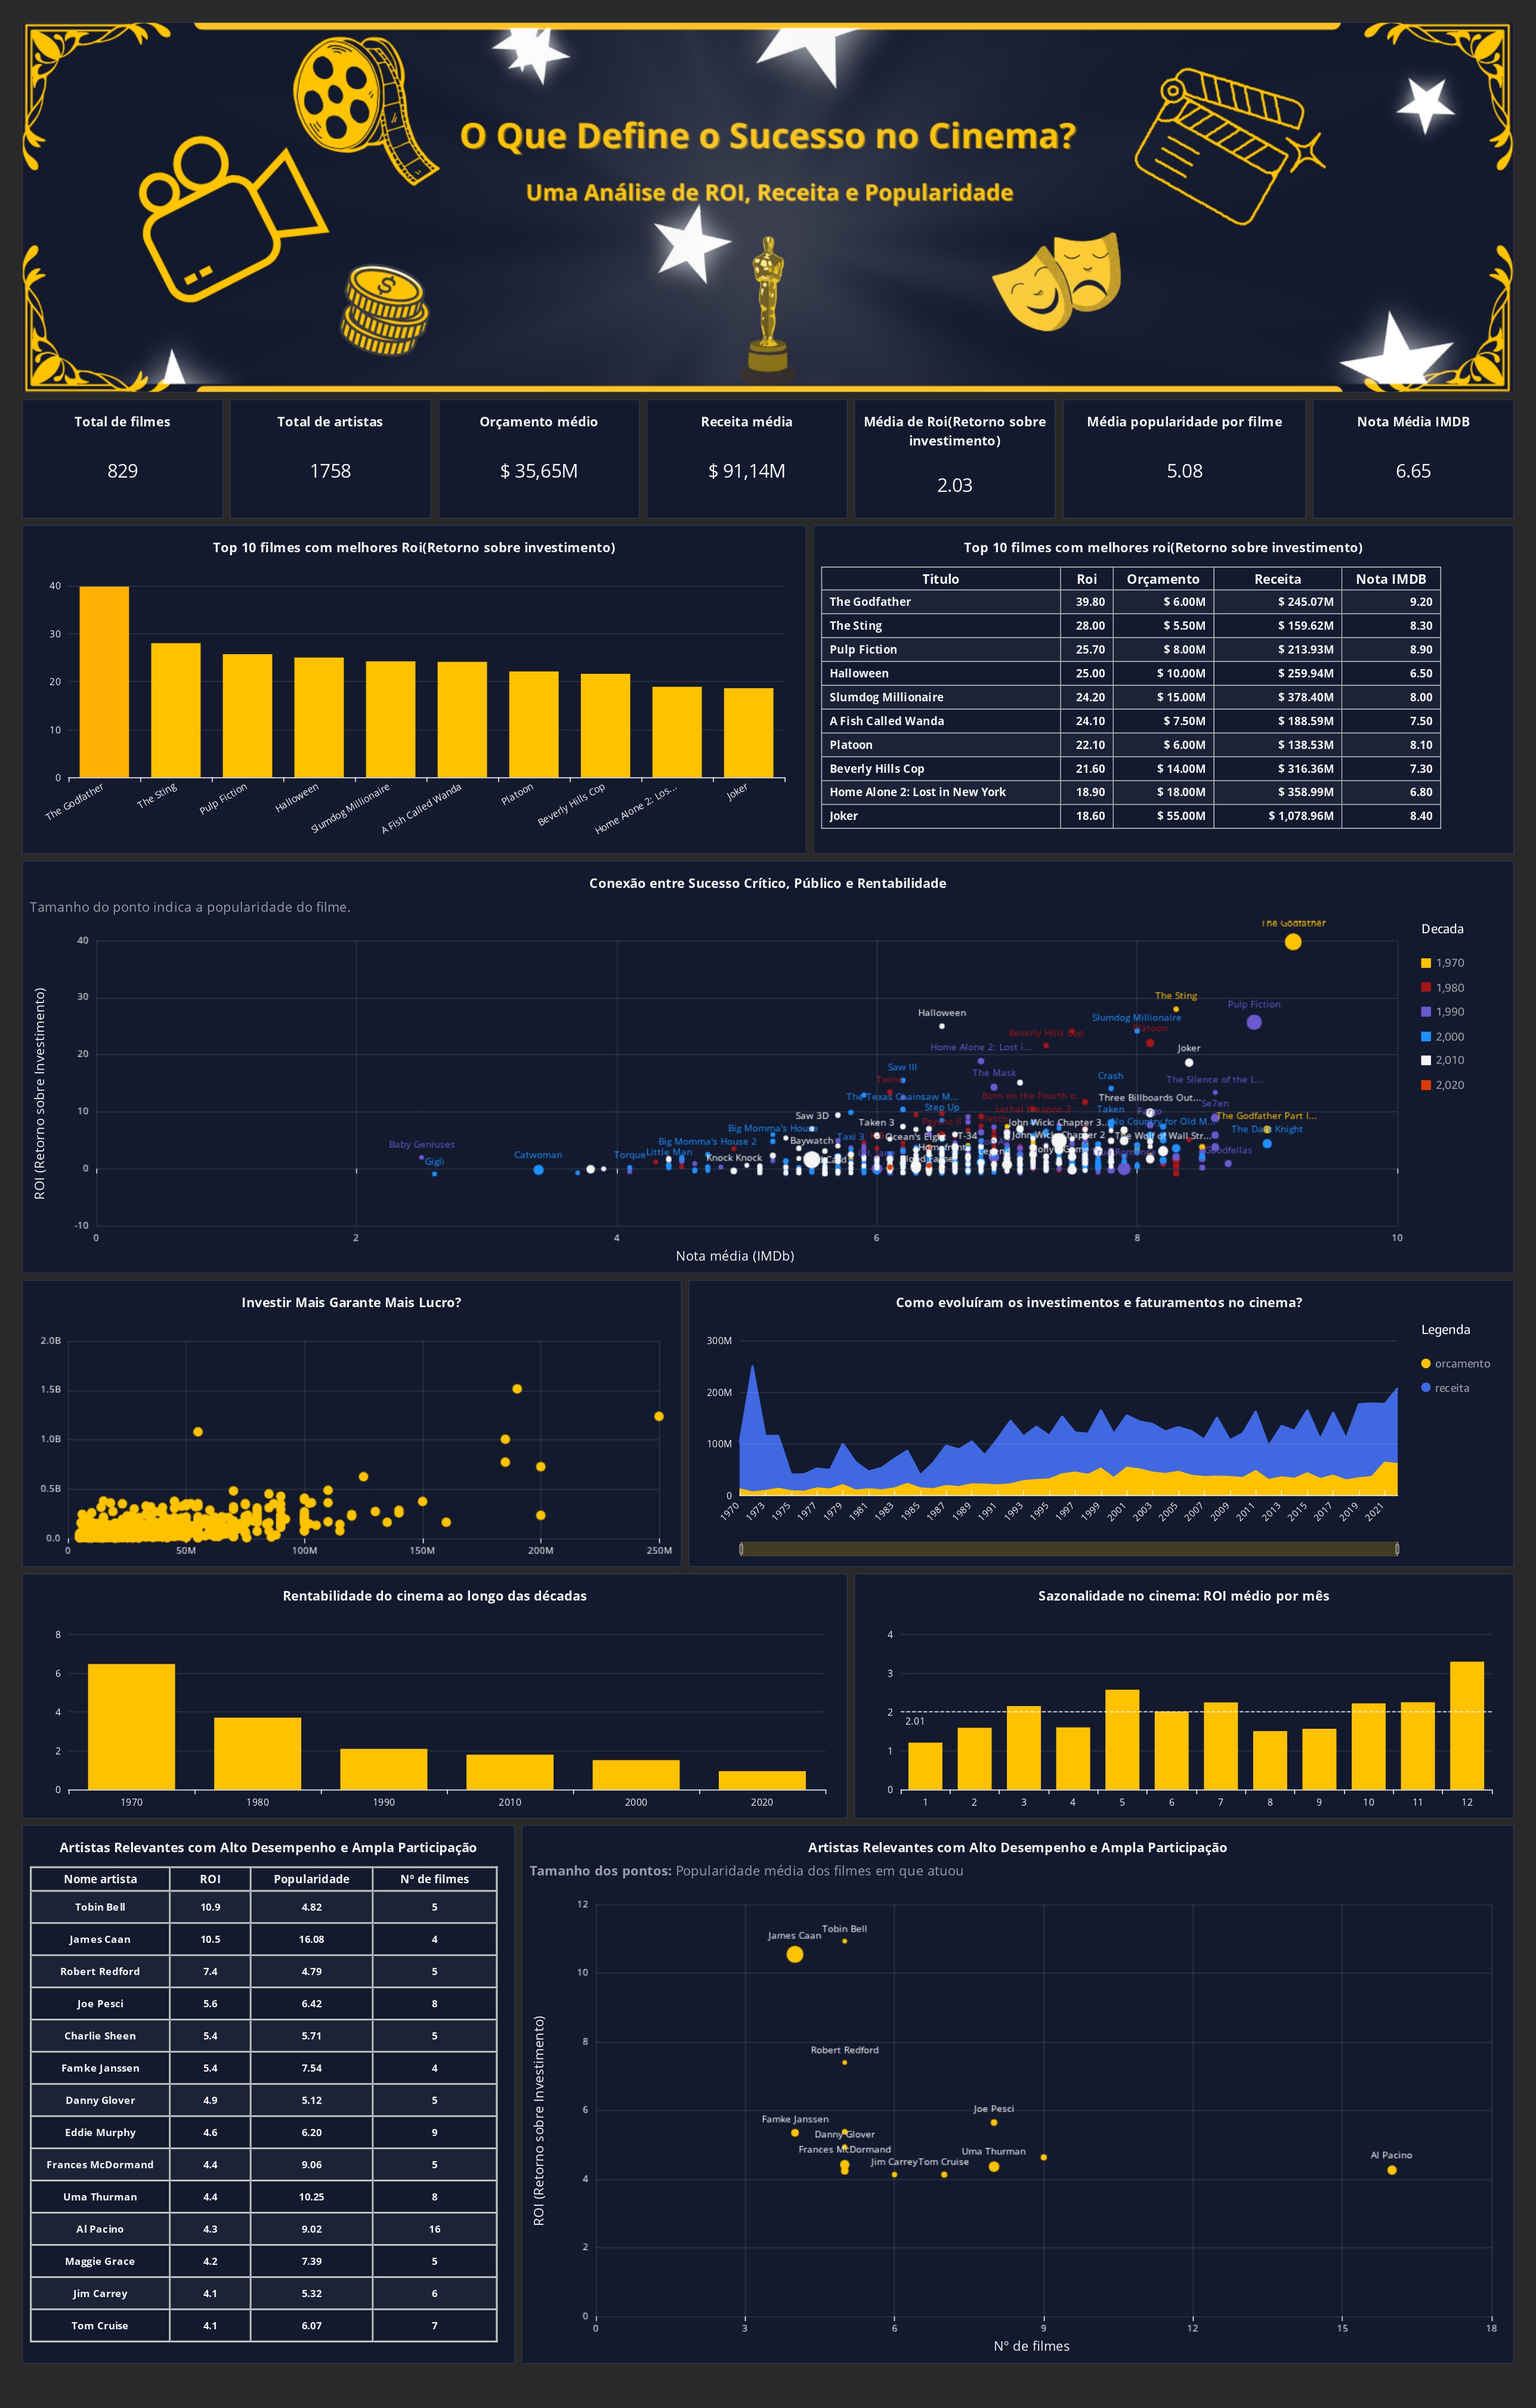 O Que Define o Sucesso no Cinema?
Uma Análise de ROI, Receita e Popularidade
Total de filmes
829
Total de artistas
1758
Orçamento médio
$ 35,65M
Receita média
$ 91,14M
Média de Roi(Retorno sobre
investimento)
2.03
Média popularidade por filme
5.08
Nota Média IMDB
6.65
Top 10 filmes com melhores Roi(Retorno sobre investimento)
40
30
20
10
0
The Godfather
The Sting
Pulp Fiction
Halloween
Slumdog Millionaire
A Fish Called Wanda
Platoon
Beverly Hills Cop
Home Alone 2: Los...
Joker
Top 10 filmes com melhores roi(Retorno sobre investimento)
Titulo Roi Orçamento Receita Nota IMDB
The Godfather 39.80 $ 6.00M $ 245.07M 9.20
The Sting 28.00 $ 5.50M $ 159.62M 8.30
Pulp Fiction 25.70 $ 8.00M $ 213.93M 8.90
Halloween 25.00 $ 10.00M $ 259.94M 6.50
Slumdog Millionaire 24.20 $ 15.00M $ 378.40M 8.00
A Fish Called Wanda 24.10 $ 7.50M $ 188.59M 7.50
Platoon 22.10 $ 6.00M $ 138.53M 8.10
Beverly Hills Cop 21.60 $ 14.00M $ 316.36M 7.30
Home Alone 2: Lost in New York 18.90 $ 18.00M $ 358.99M 6.80
Joker 18.60 $ 55.00M $ 1,078.96M 8.40
Conexão entre Sucesso Crítico, Público e Rentabilidade
Tamanho do ponto indica a popularidade do filme.
ROI (Retorno sobre Investimento)
40
30
20
10
0
-10
The Godfather
The Sting
Pulp Fiction
Halloween
Slumdog Millionaire
Beverly Hills Cop
Platoon
Home Alone 2: Lost i...
Joker
Saw III
The Mask
Crash
The Silence of the L...
Born on the Fourth o...
Three Billboards Out...
Step Up
Lethal Weapon 2
Taken
Se7en
The Godfather Part I...
Saw 3D
Taken 3
John Wick: Chapter 3...
No Country for Old M...
The Dark Knight
Big Momma's House
Taxi 3
Ocean's Eight
T-34
The Wolf of Wall Str...
Baby Geniuses
Big Momma's House 2
Baywatch
Goodfellas
Gigli
Catwoman
Torque
Little Man
Knock Knock
0
2
4
6
8
10
Nota média (IMDb)
Decada
1,970
1,980
1,990
2,000
2,010
2,020
Investir Mais Garante Mais Lucro?
2.0B
1.5B
1.0B
0.5B
0.0
0
50M
100M
150M
200M
250M
Como evoluíram os investimentos e faturamentos no cinema?
300M
200M
100M
0
1970
1973
1975
1977
1979
1981
1983
1985
1987
1989
1991
1993
1995
1997
1999
2001
2003
2005
2007
2009
2011
2013
2015
2017
2019
2021
Legenda
orcamento
receita
Rentabilidade do cinema ao longo das décadas
8
6
4
2
0
1970
1980
1990
2010
2000
2020
Sazonalidade no cinema: ROI médio por mês
4
3
2
1
0
2.01
1
2
3
4
5
6
7
8
9
10
11
12
Artistas Relevantes com Alto Desempenho e Ampla Participação
Nome artista ROI Popularidade Nº de filmes
Tobin Bell 10.9 4.82 5
James Caan 10.5 16.08 4
Robert Redford 7.4 4.79 5
Joe Pesci 5.6 6.42 8
Charlie Sheen 5.4 5.71 5
Famke Janssen 5.4 7.54 4
Danny Glover 4.9 5.12 5
Eddie Murphy 4.6 6.20 9
Frances McDormand 4.4 9.06 5
Uma Thurman 4.4 10.25 8
Al Pacino 4.3 9.02 16
Maggie Grace 4.2 7.39 5
Jim Carrey 4.1 5.32 6
Tom Cruise 4.1 6.07 7
Artistas Relevantes com Alto Desempenho e Ampla Participação
Tamanho dos pontos: Popularidade média dos filmes em que atuou
ROI (Retorno sobre Investimento)
12
10
8
6
4
2
0
Tobin Bell
James Caan
Robert Redford
Joe Pesci
Famke Janssen
Danny Glover
Frances McDormand
Uma Thurman
Al Pacino
Jim Carrey
Tom Cruise
0
3
6
9
12
15
18
Nº de filmes